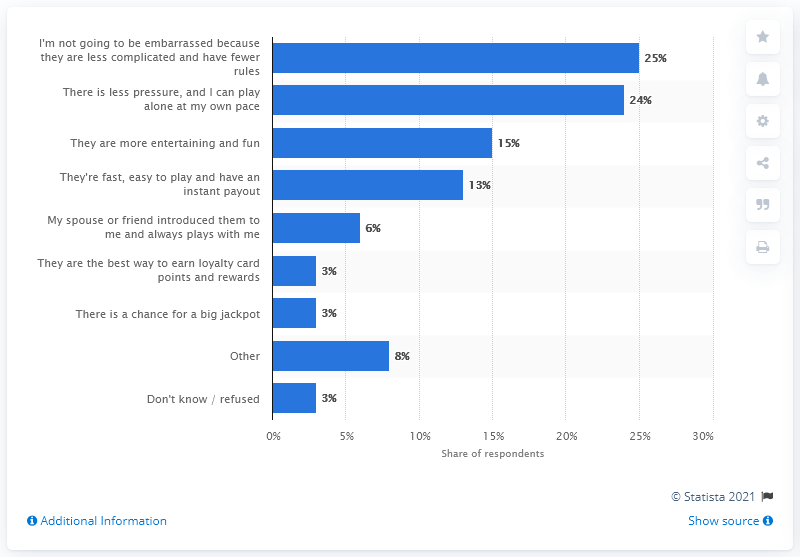 I'm not going to be embarrassed because
they are less complicated and have fewer
rules
25%
There is less pressure, and I can play
alone at my own pace
24%
They are more entertaining and fun
15%
They're fast, easy to play and have an
instant payout
13%
My spouse or friend introduced them to
me and always plays with me
6%
They are the best way to earn loyalty card
points and rewards
3%
There is a chance for a big jackpot
3%
Other
8%
Don't know / refused
3%
0% 5% 10% 15% 20% 25% 30%
Share of respondents
© Statista 2021
Additional Information
Show source